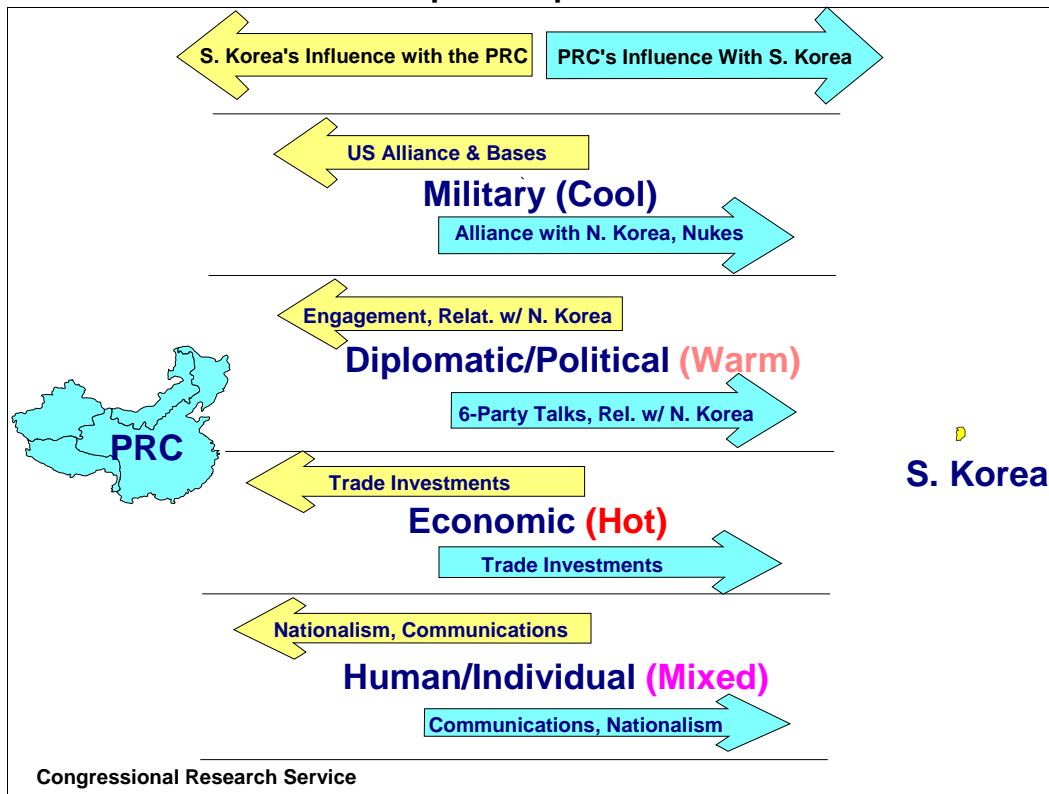 S. Korea's Influence with the PRC
PRC's Influence With S. Korea
US Alliance & Bases
Military (Cool)
Alliance with N. Korea, Nukes
Engagement, Relat. w/ N. Korea
Diplomatic/Political (Warm)
6-Party Talks, Rel. w/ N. Korea
PRC
S. Korea
Trade Investments
Economic (Hot)
Trade Investments
Nationalism, Communications
Human/Individual (Mixed)
Communications, Nationalism
Congressional Research Service